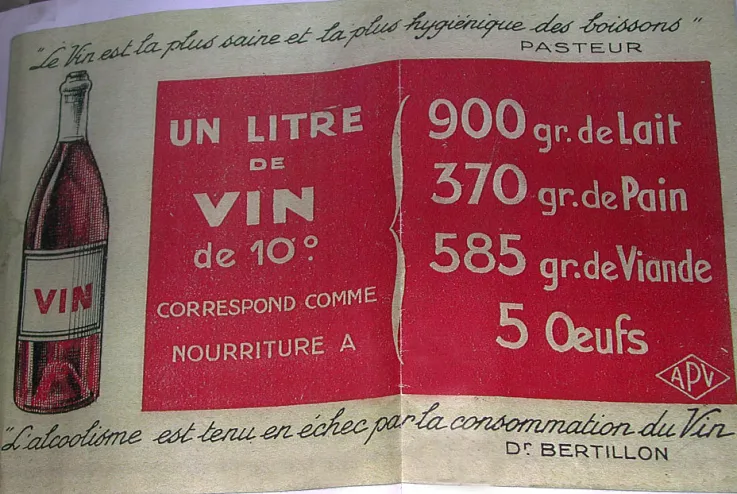 "Le Vin est la plus saine et la plus hygiénique des boissons"
PASTEUR
VIN
UN LITRE
DE
VIN
de 10°.
CORRESPOND COMME
NOURRITURE A
900 gr. de Lait
370 gr. de Pain
585 gr. de Viande
5 Œufs
APV
"L'alcoolisme est tenu en échec par la consommation du Vin
Dr BERTILLON